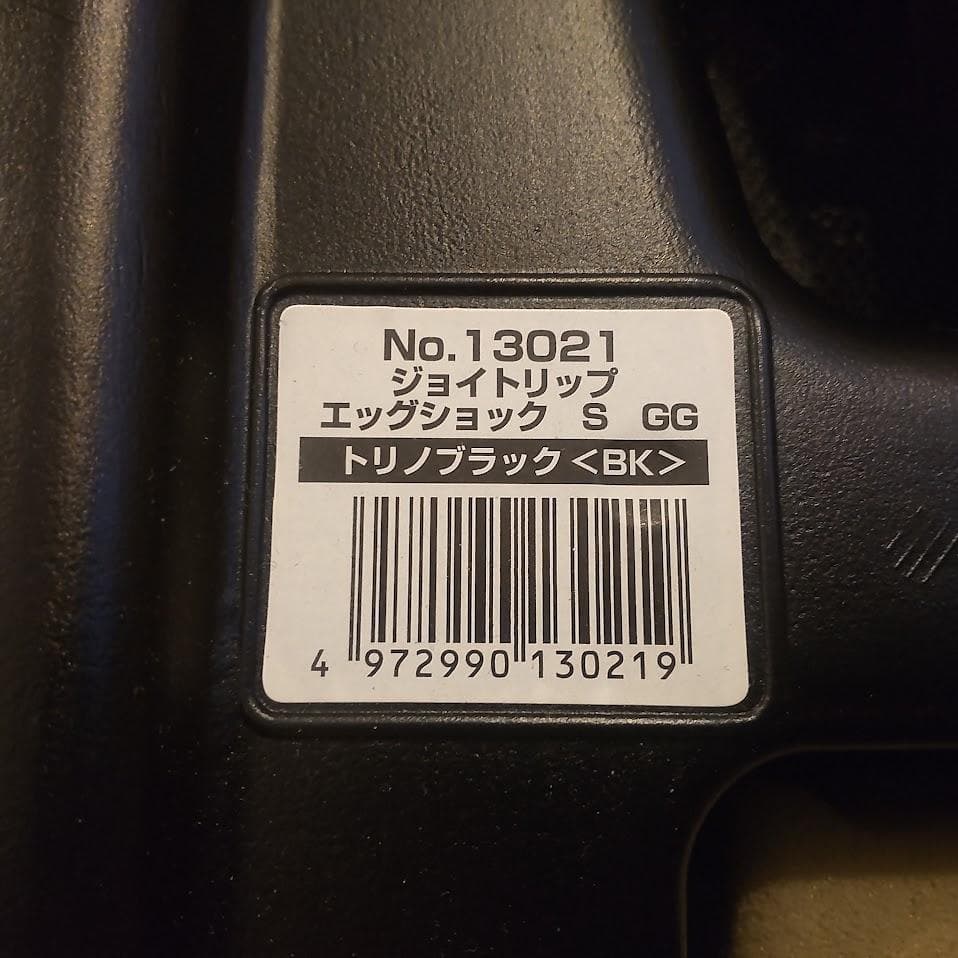 No.13021
ジョイトリップ
エッグショック　S　GG
トリノブラック＜BK＞
4 972990 130219